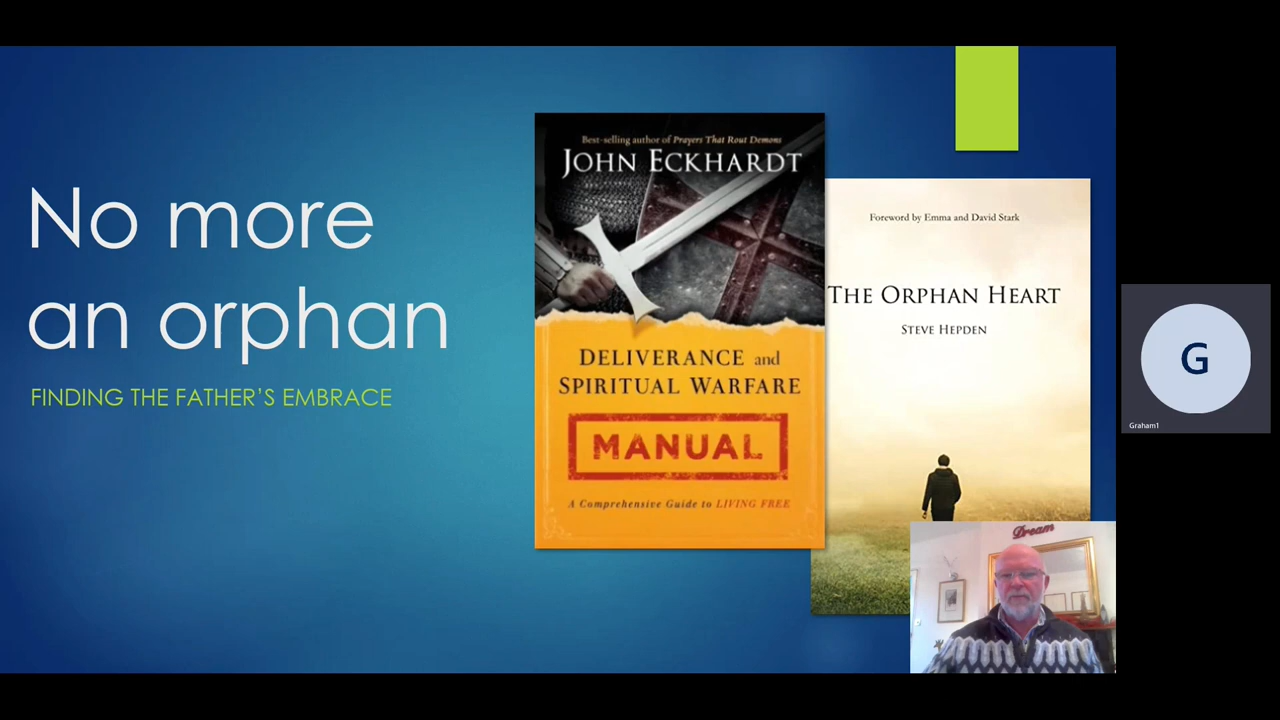 No more
an orphan
FINDING THE FATHER'S EMBRACE
Best-selling author of Prayers That Rout Demons
JOHN ECKHARDT
DELIVERANCE and
SPIRITUAL WARFARE
MANUAL
A Comprehensive Guide to LIVING FREE
Foreword by Emma and David Stark
THE ORPHAN HEART
STEVE HEPDEN
Dream
G
Graham1